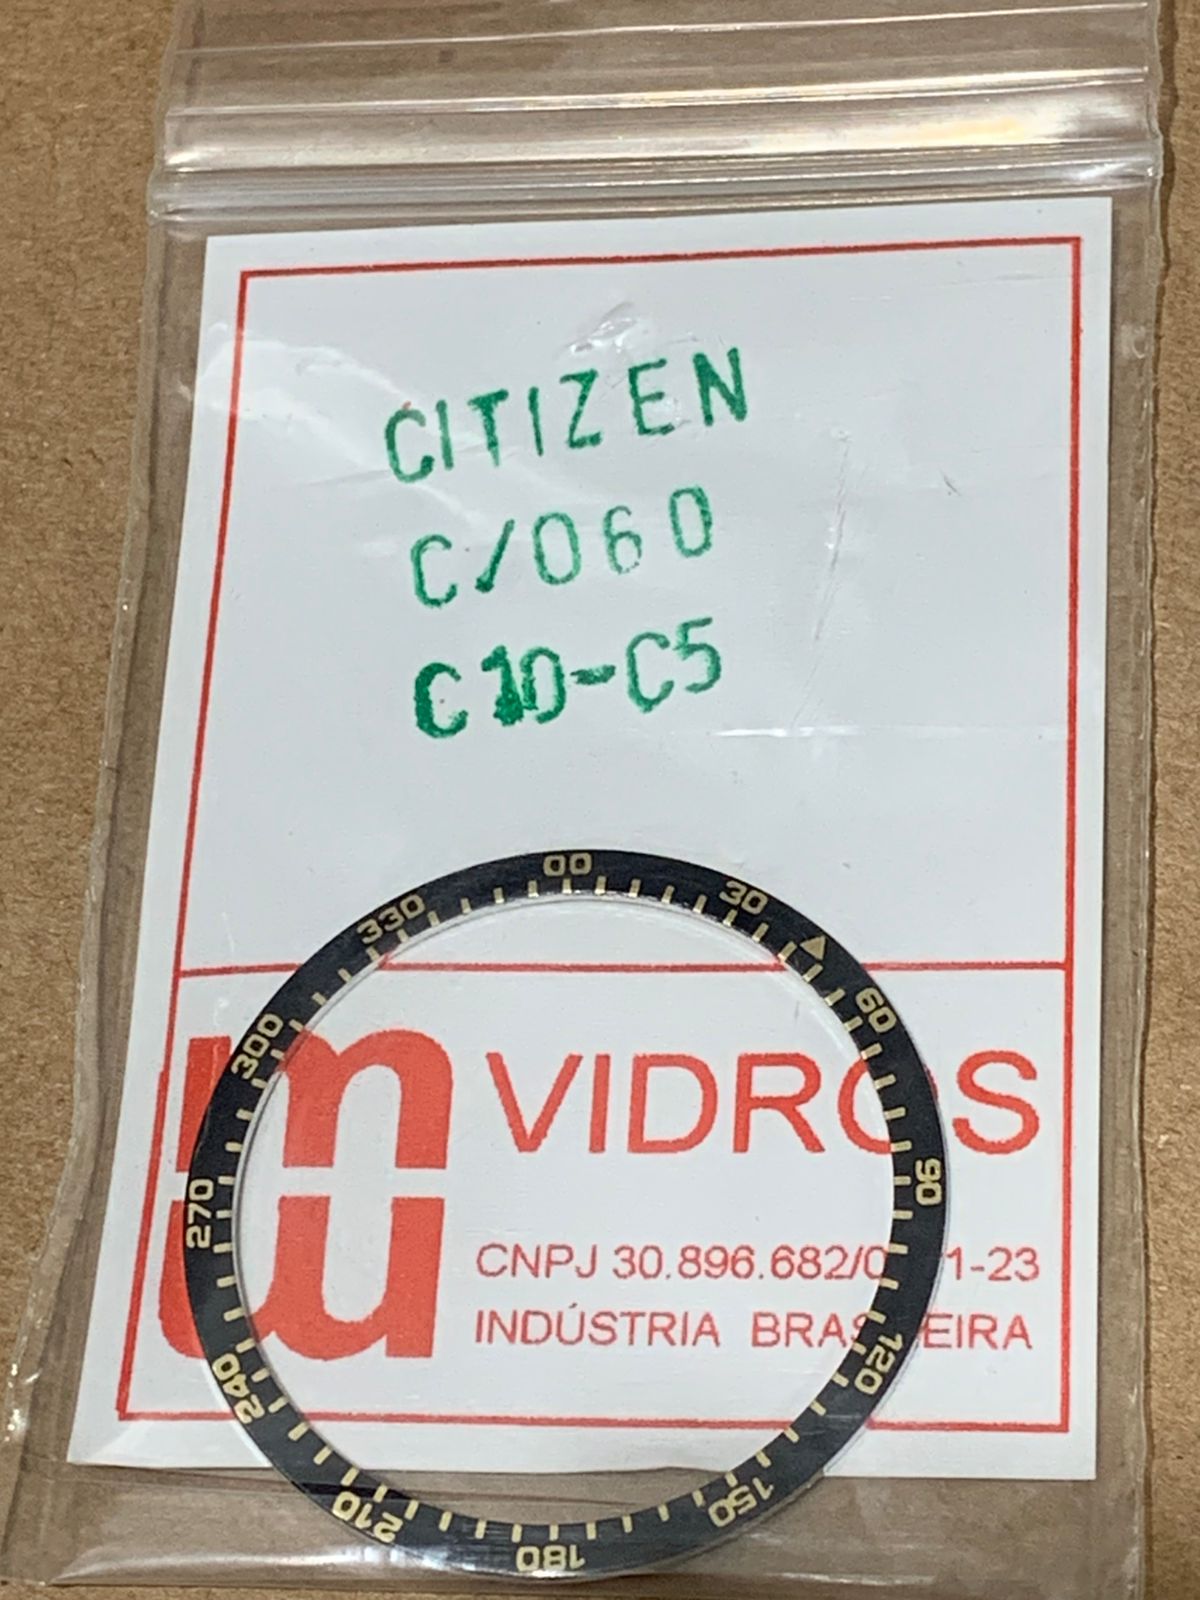 CITIZEN
C/060
C10-C5
00
30
60
90
120
150
180
210
240
270
300
330
m VIDROS
CNPJ 30.896.682/0 1-23
INDÚSTRIA BRAS EIRA